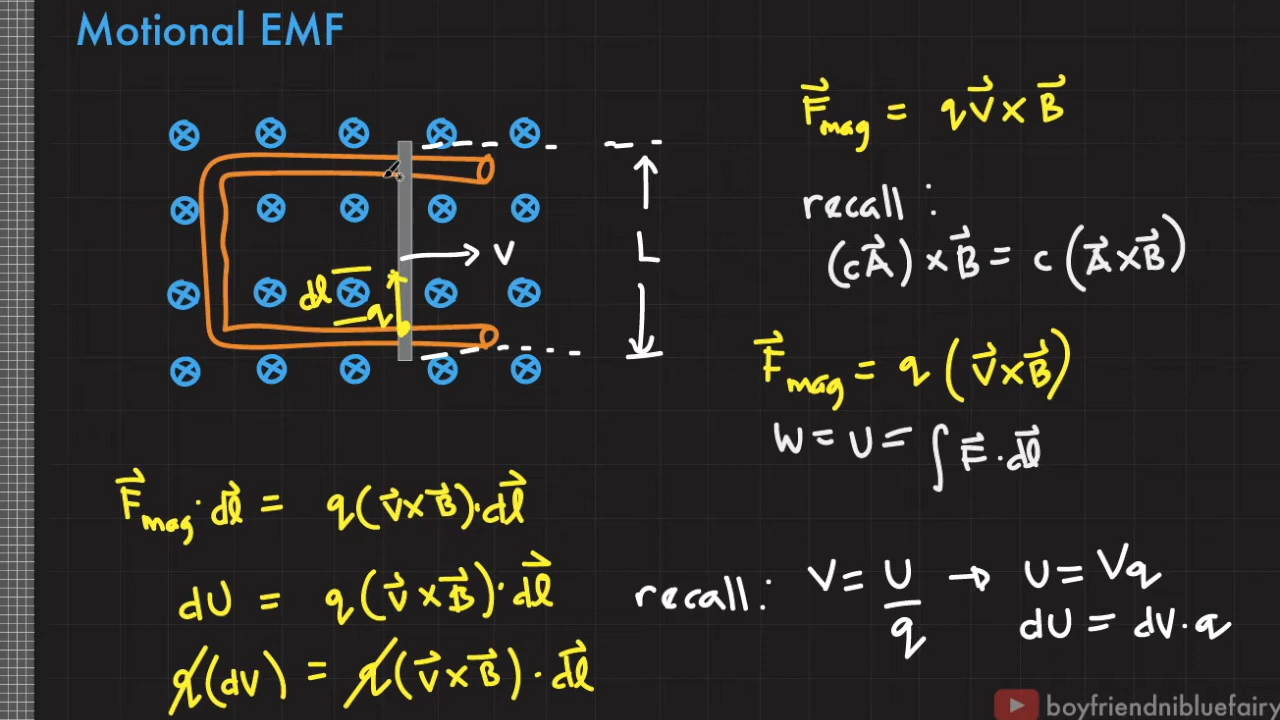 Motional EMF
F⃗mag = qv⃗ × B⃗
recall :
(cA⃗) × B⃗ = c (A⃗ × B⃗)
L
v
dl
q
F⃗mag = q (v⃗ × B⃗)
W = U = ∫ F⃗ · dl⃗
F⃗mag · dl⃗ = q (v⃗ × B⃗) · dl⃗
dU = q (v⃗ × B⃗) · dl⃗
q (dV) = q (v⃗ × B⃗) · dl⃗
recall : V = U/q → U = Vq
dU = dV · q
boyfriendnibluefairy